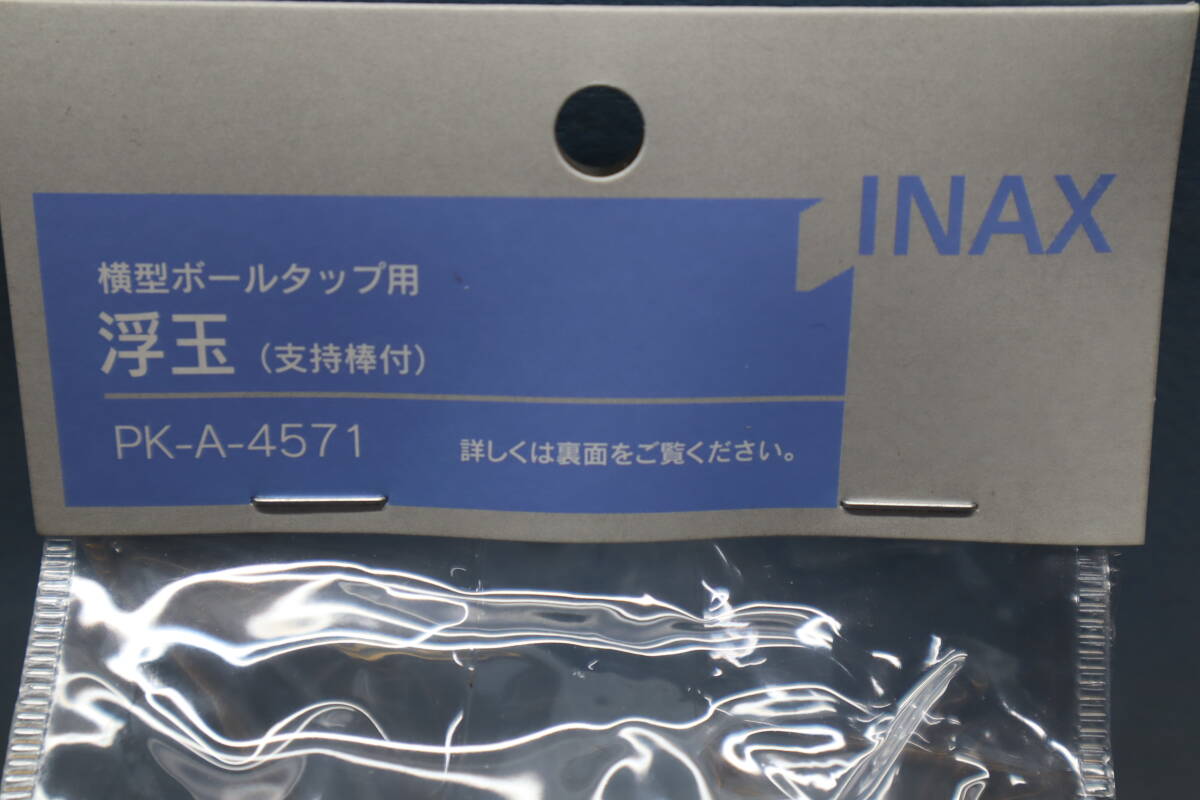 INAX
横型ボールタップ用
浮玉（支持棒付）
PK-A-4571
詳しくは裏面をご覧ください。